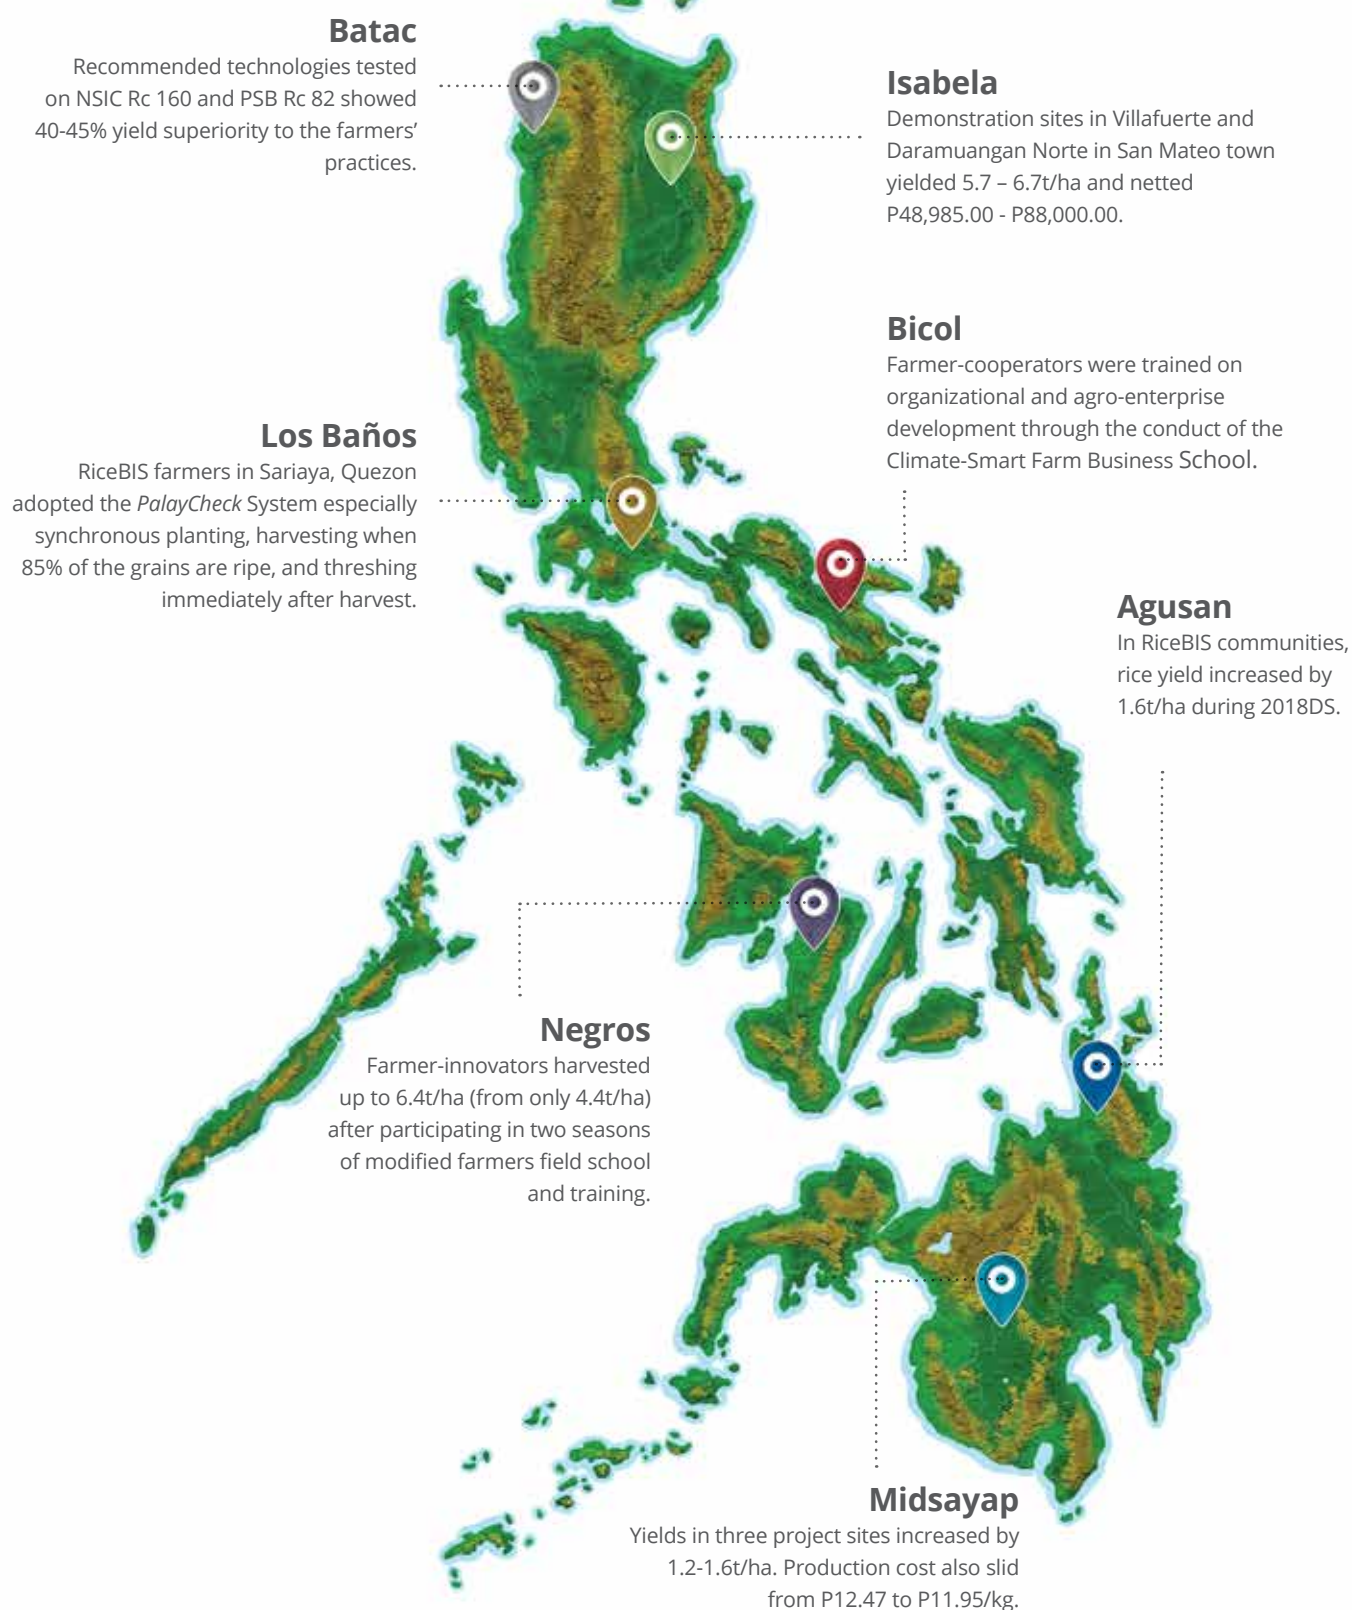 Batac
Recommended technologies tested
on NSIC Rc 160 and PSB Rc 82 showed
40-45% yield superiority to the farmers’
practices.
Isabela
Demonstration sites in Villafuerte and
Daramuangan Norte in San Mateo town
yielded 5.7 – 6.7t/ha and netted
P48,985.00 - P88,000.00.
Bicol
Farmer-cooperators were trained on
organizational and agro-enterprise
development through the conduct of the
Climate-Smart Farm Business School.
Los Baños
RiceBIS farmers in Sariaya, Quezon
adopted the PalayCheck System especially
synchronous planting, harvesting when
85% of the grains are ripe, and threshing
immediately after harvest.
Agusan
In RiceBIS communities,
rice yield increased by
1.6t/ha during 2018DS.
Negros
Farmer-innovators harvested
up to 6.4t/ha (from only 4.4t/ha)
after participating in two seasons
of modified farmers field school
and training.
Midsayap
Yields in three project sites increased by
1.2-1.6t/ha. Production cost also slid
from P12.47 to P11.95/kg.